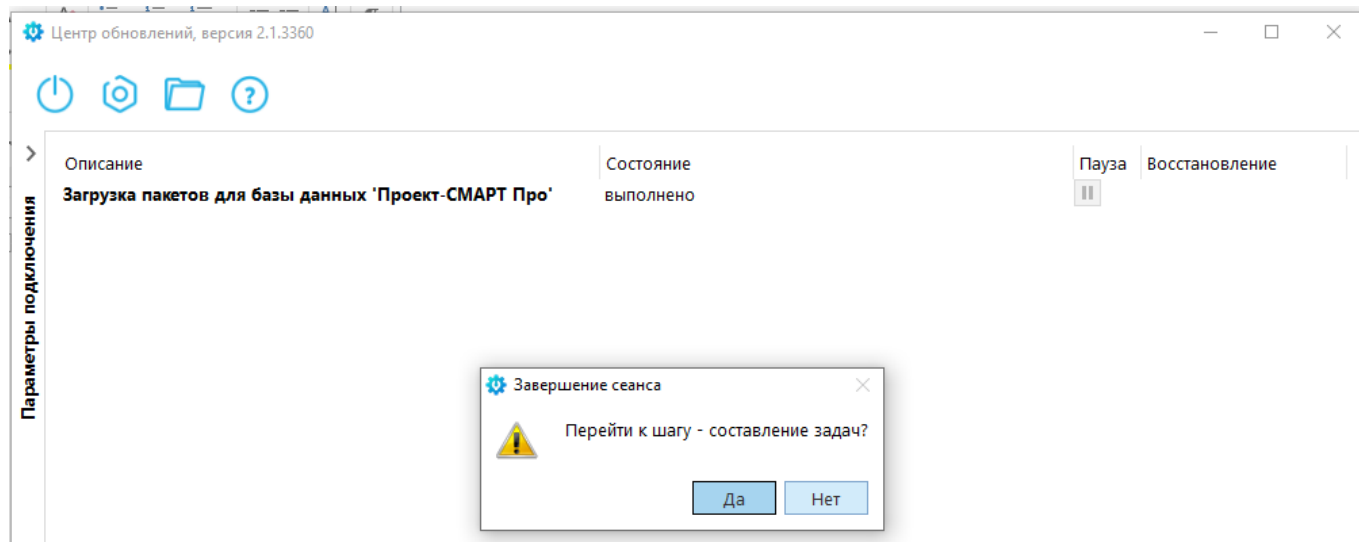 Центр обновлений, версия 2.1.3360
Описание Состояние Пауза Восстановление
Загрузка пакетов для базы данных 'Проект-СМАРТ Про' выполнено
Параметры подключения
Завершение сеанса
Перейти к шагу - составление задач?
Да Нет